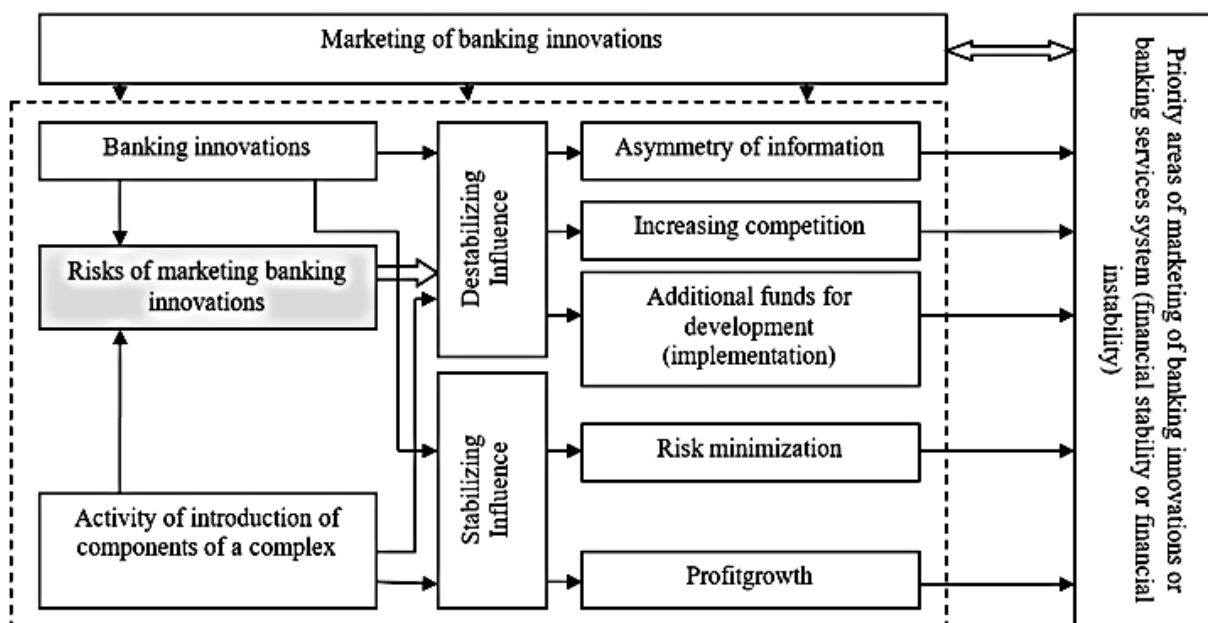 Marketing of banking innovations
Banking innovations
Risks of marketing banking
innovations
Activity of introduction of
components of a complex
Destabilizing
Influence
Stabilizing
Influence
Asymmetry of information
Increasing competition
Additional funds for
development
(implementation)
Risk minimization
Profitgrowth
Priority areas of marketing of banking innovations or
banking services system (financial stability or financial
instability)